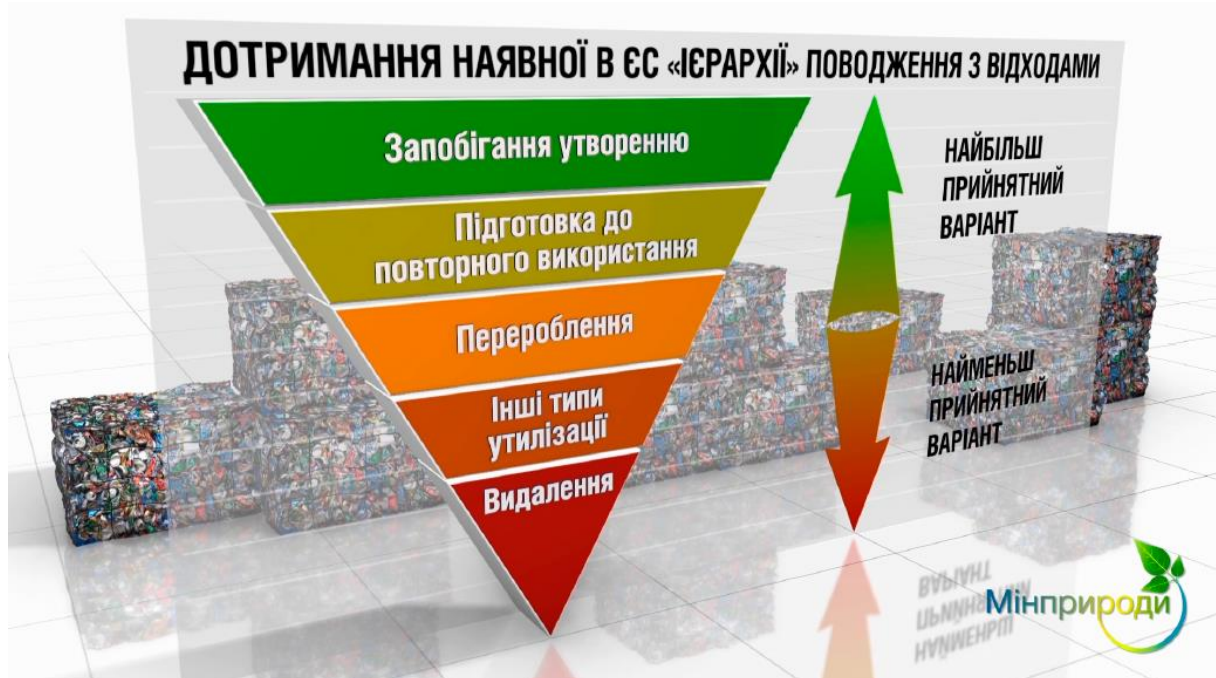 ДОТРИМАННЯ НАЯВНОЇ В ЄС «ІЄРАРХІЇ» ПОВОДЖЕННЯ З ВІДХОДАМИ
Запобігання утворенню
Підготовка до
повторного використання
Перероблення
Інші типи
утилізації
Видалення
НАЙБІЛЬШ
ПРИЙНЯТНИЙ
ВАРІАНТ
НАЙМЕНЬШ
ПРИЙНЯТНИЙ
ВАРІАНТ
Мінприроди